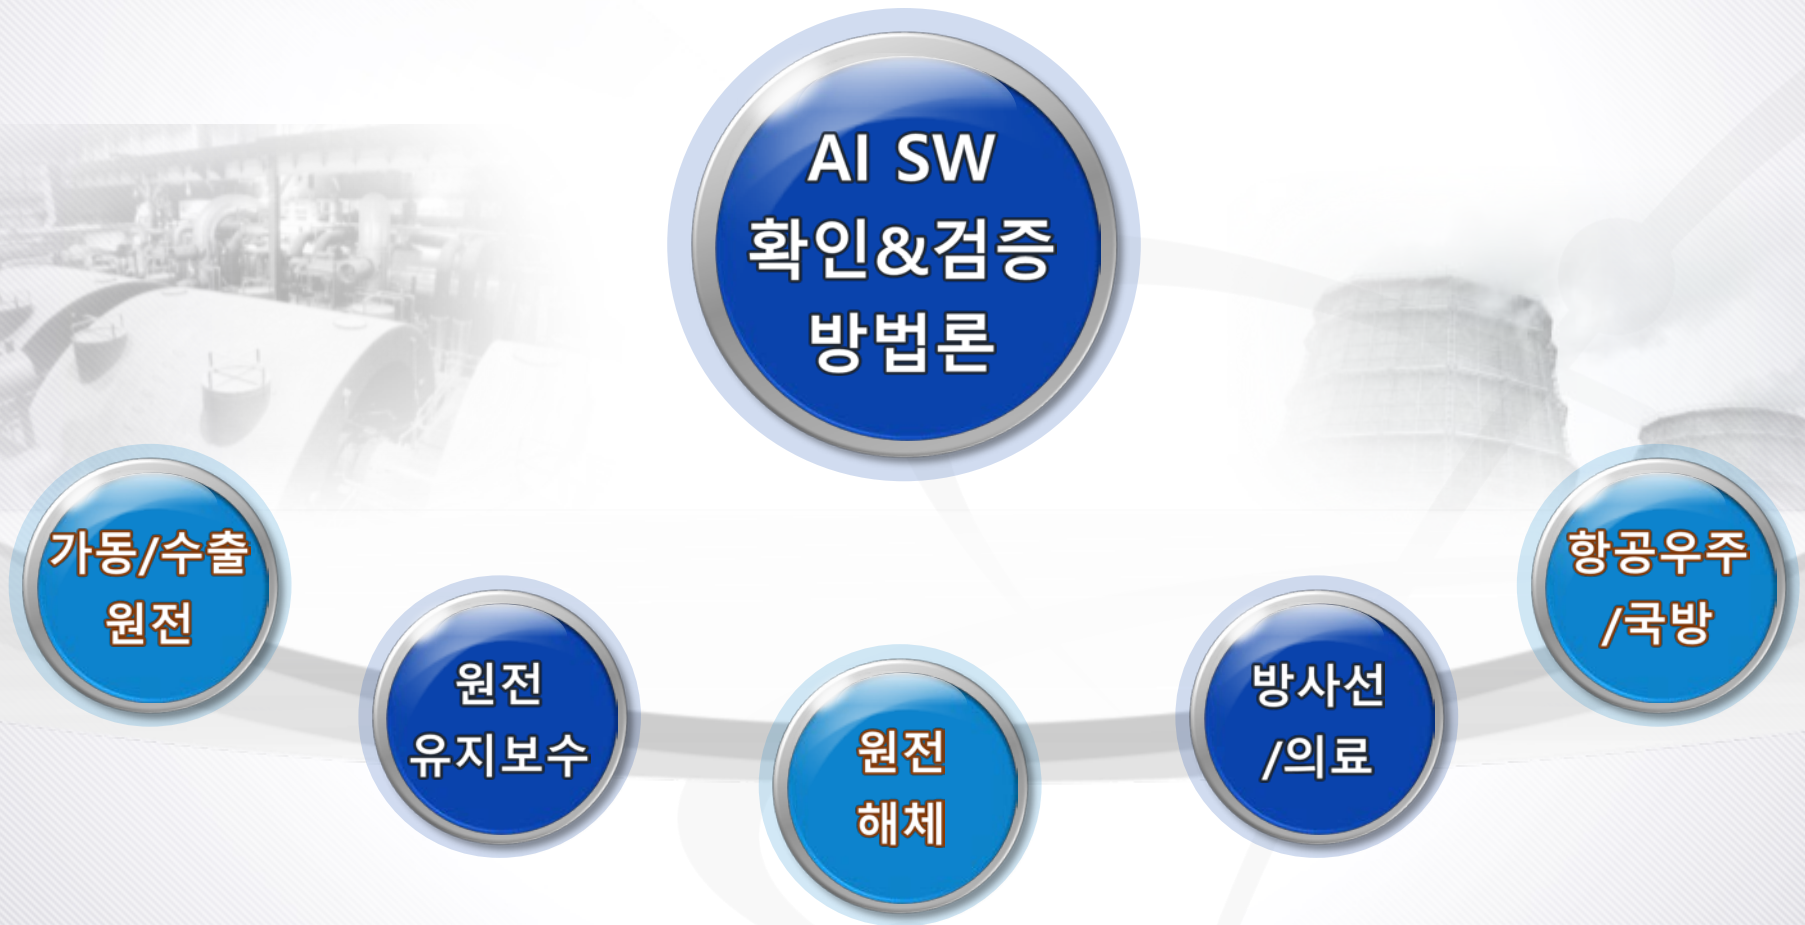 AI SW
확인&검증
방법론
가동/수출
원전
원전
유지보수
원전
해체
방사선
/의료
항공우주
/국방